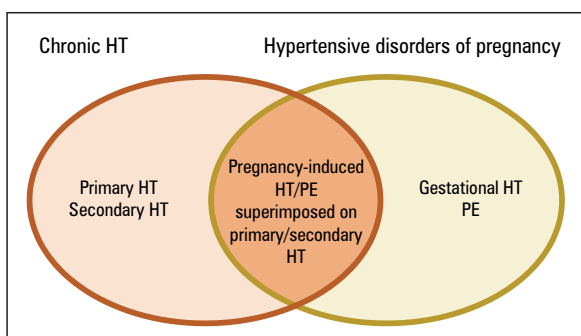 Chronic HT
Hypertensive disorders of pregnancy
Primary HT
Secondary HT
Pregnancy-induced
HT/PE
superimposed on
primary/secondary
HT
Gestational HT
PE